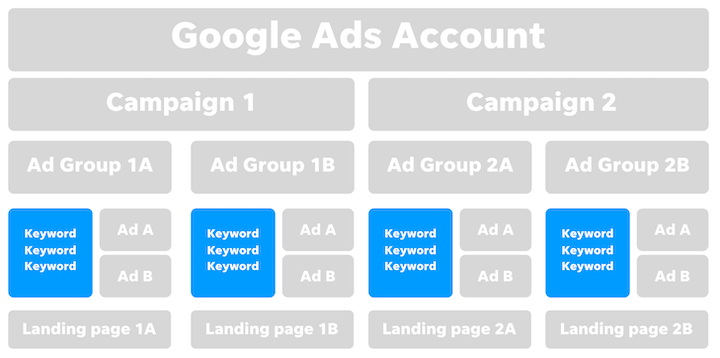 Google Ads Account
Campaign 1
Campaign 2
Ad Group 1A
Ad Group 1B
Ad Group 2A
Ad Group 2B
Keyword
Keyword
Keyword
Ad A
Ad B
Keyword
Keyword
Keyword
Ad A
Ad B
Keyword
Keyword
Keyword
Ad A
Ad B
Keyword
Keyword
Keyword
Ad A
Ad B
Landing page 1A
Landing page 1B
Landing page 2A
Landing page 2B